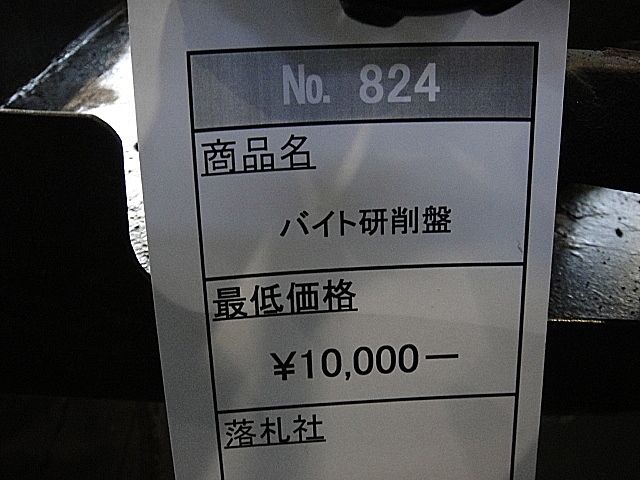 No. 824
商品名
バイト研削盤
最低価格
¥10,000ー
落札社